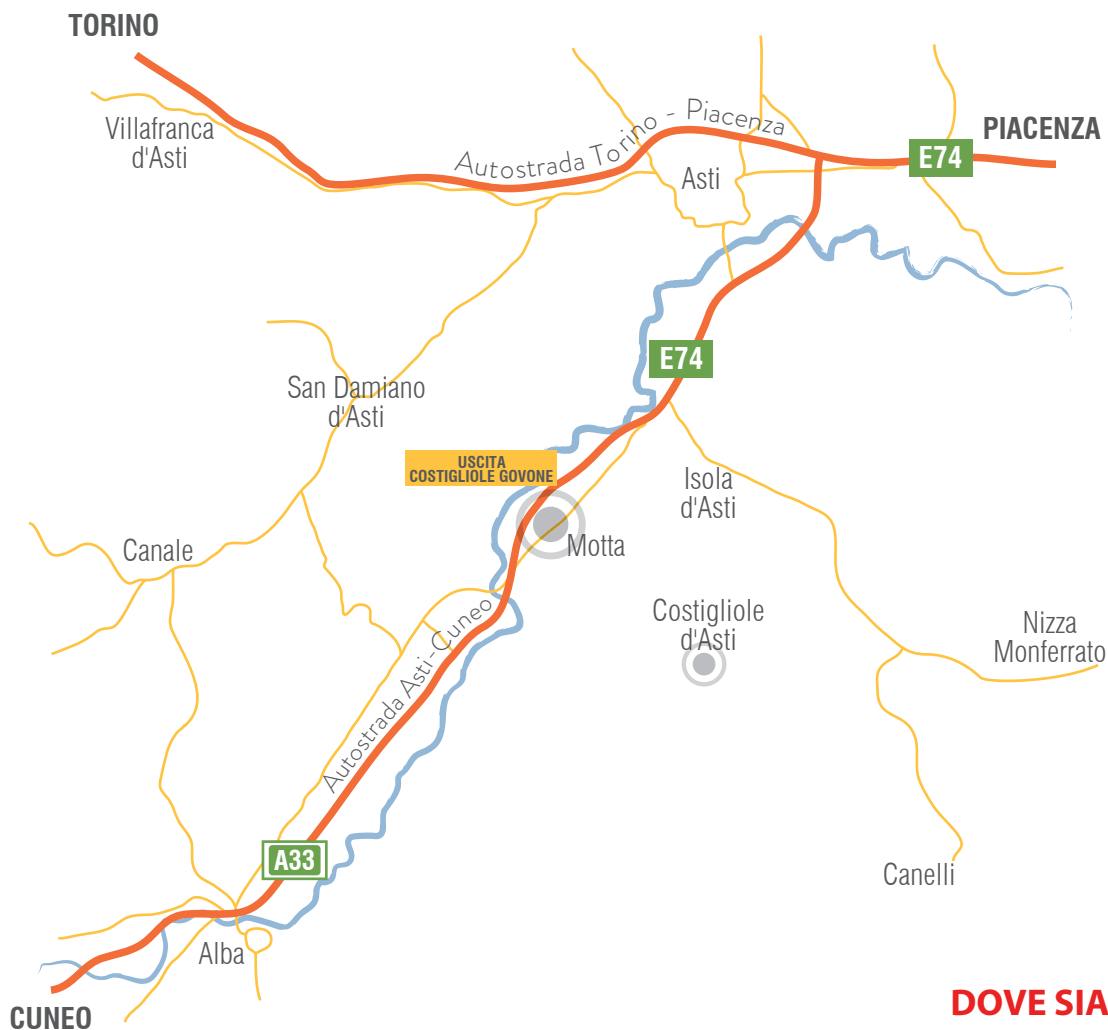 TORINO
Villafranca
d'Asti
Autostrada Torino - Piacenza
PIACENZA
E74
Asti
E74
San Damiano
d'Asti
USCITA
COSTIGLIOLE GOVONE
Isola
d'Asti
Motta
Canale
Costigliole
d'Asti
Nizza
Monferrato
Autostrada Asti-Cuneo
A33
Canelli
Alba
CUNEO
DOVE SIA